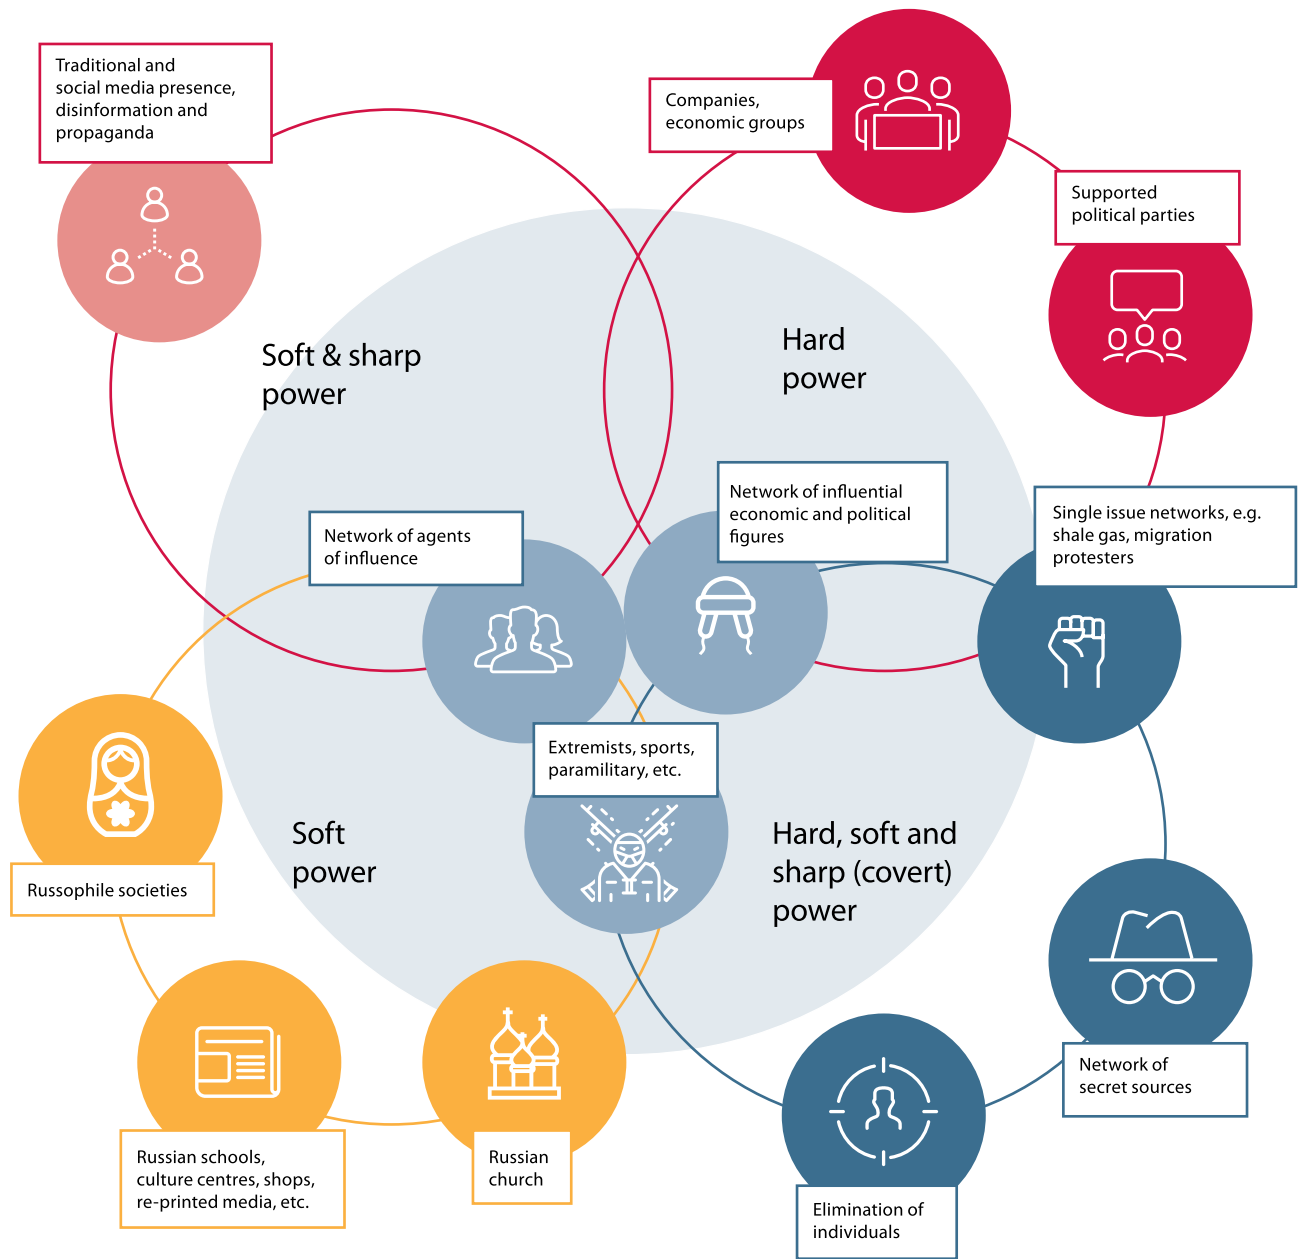 Traditional and
social media presence,
disinformation and
propaganda
Companies,
economic groups
Supported
political parties
Soft & sharp
power
Hard
power
Network of influential
economic and political
figures
Single issue networks, e.g.
shale gas, migration
protesters
Network of agents
of influence
Extremists, sports,
paramilitary, etc.
Soft
power
Hard, soft and
sharp (covert)
power
Russophile societies
Network of
secret sources
Russian schools,
culture centres, shops,
re-printed media, etc.
Russian
church
Elimination of
individuals